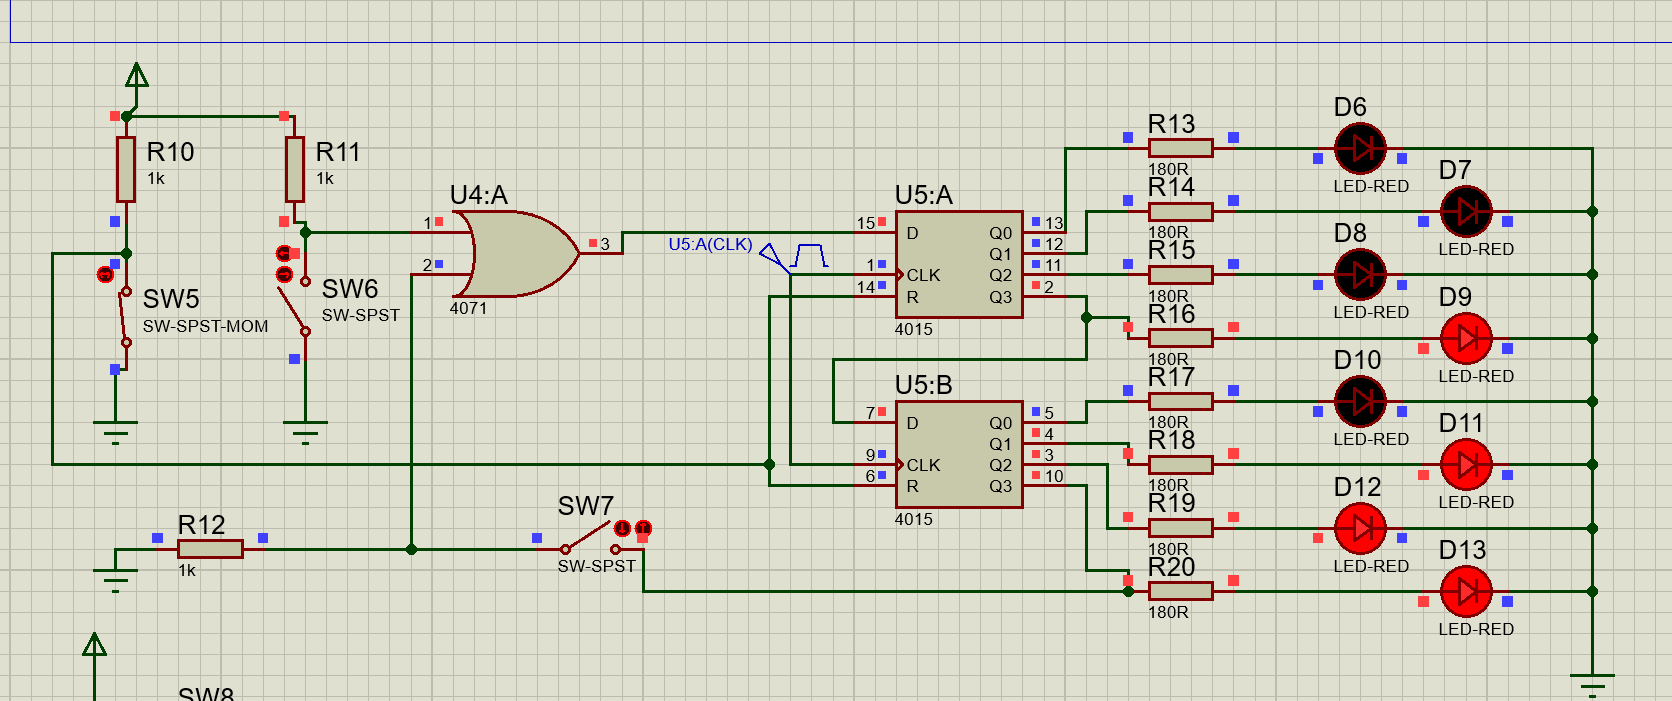 R10
1k
R11
1k
SW5
SW-SPST-MOM
SW6
SW-SPST
U4:A
1
2
3
4071
U5:A(CLK)
U5:A
15
1
14
D
CLK
R
Q0
Q1
Q2
Q3
13
12
11
2
4015
U5:B
7
9
6
D
CLK
R
Q0
Q1
Q2
Q3
5
4
3
10
4015
R12
1k
SW7
SW-SPST
R13
180R
R14
180R
R15
180R
R16
180R
R17
180R
R18
180R
R19
180R
R20
180R
D6
LED-RED
D7
LED-RED
D8
LED-RED
D9
LED-RED
D10
LED-RED
D11
LED-RED
D12
LED-RED
D13
LED-RED
SW8